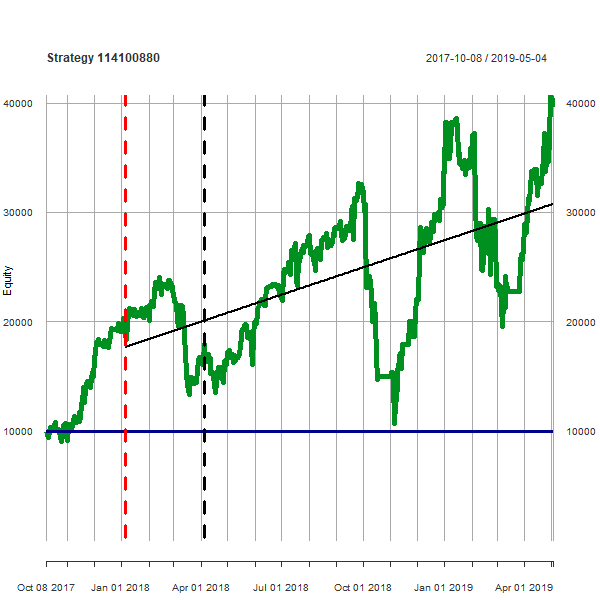 Strategy 114100880
2017-10-08 / 2019-05-04
40000
40000
30000
30000
Equity
20000
20000
10000
10000
Oct 08 2017
Jan 01 2018
Apr 01 2018
Jul 01 2018
Oct 01 2018
Jan 01 2019
Apr 01 2019